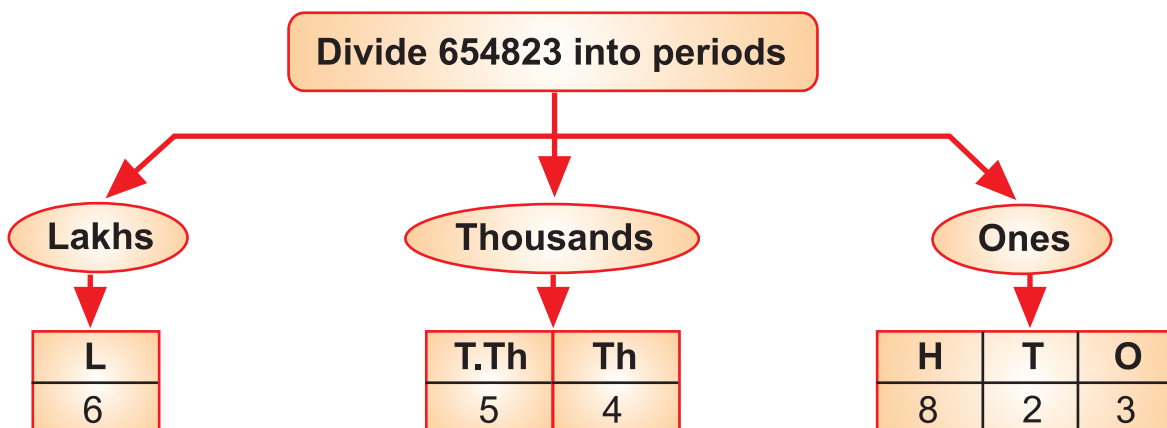 Divide 654823 into periods
Lakhs Thousands Ones
L T.Th Th H T O
6 5 4 8 2 3